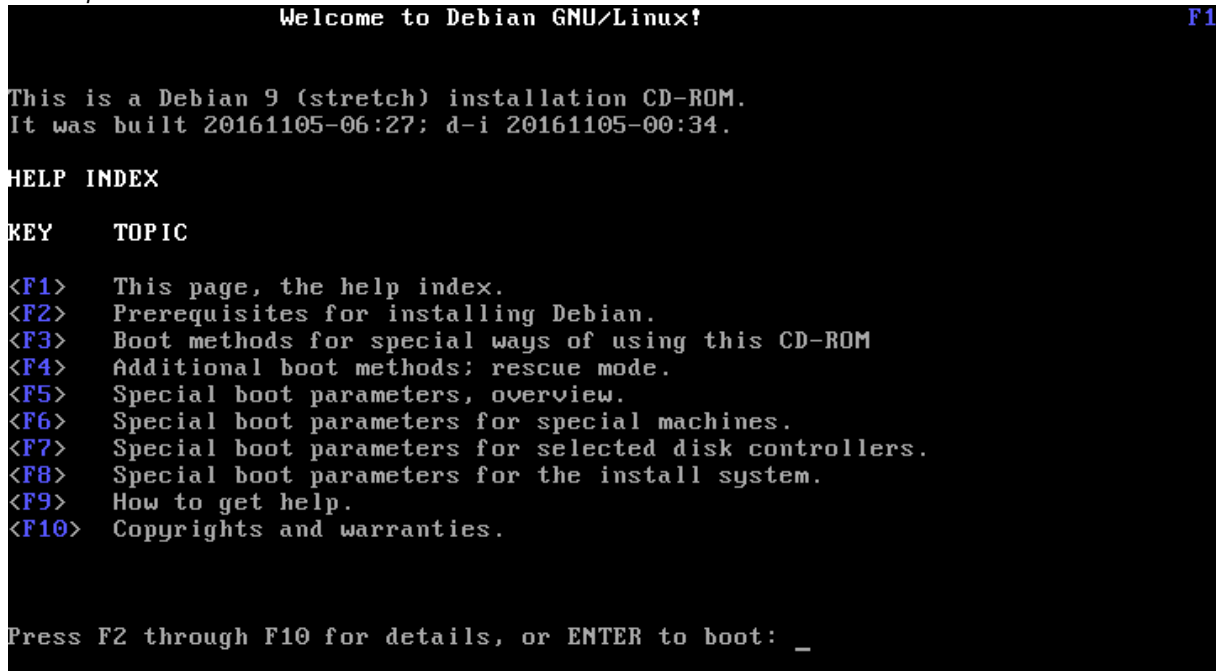 Welcome to Debian GNU/Linux! F1
This is a Debian 9 (stretch) installation CD-ROM.
It was built 20161105-06:27; d-i 20161105-00:34.
HELP INDEX
KEY TOPIC
<F1> This page, the help index.
<F2> Prerequisites for installing Debian.
<F3> Boot methods for special ways of using this CD-ROM
<F4> Additional boot methods; rescue mode.
<F5> Special boot parameters, overview.
<F6> Special boot parameters for special machines.
<F7> Special boot parameters for selected disk controllers.
<F8> Special boot parameters for the install system.
<F9> How to get help.
<F10> Copyrights and warranties.
Press F2 through F10 for details, or ENTER to boot: _